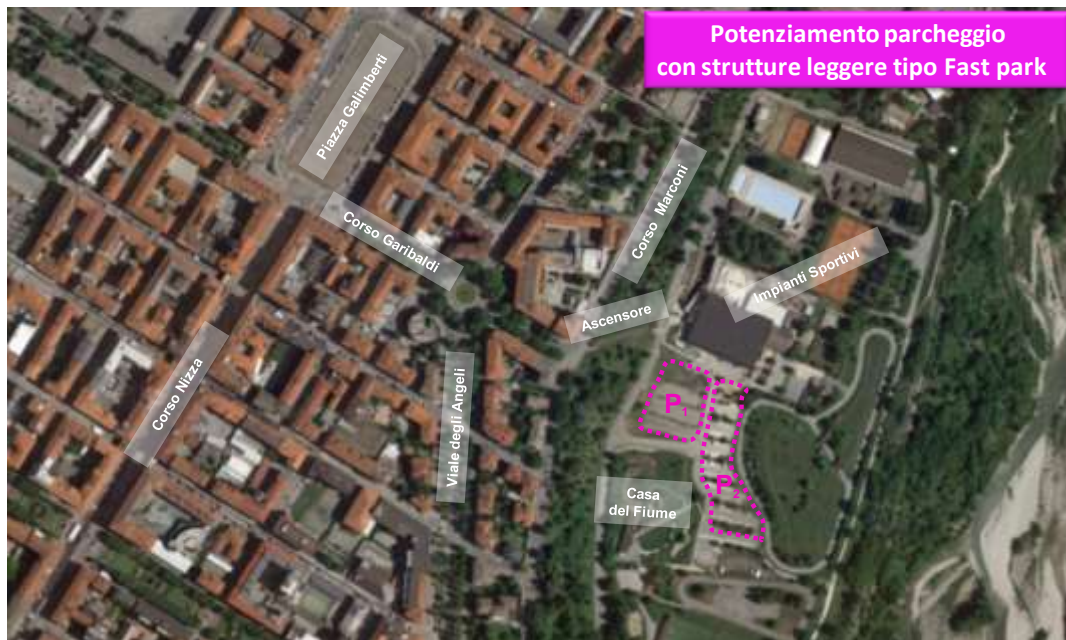 Potenziamento parcheggio
con strutture leggere tipo Fast park
Piazza Galimberti
Corso Garibaldi
Corso Marconi
Impianti Sportivi
Ascensore
Corso Nizza
Viale degli Angeli
P1
P2
Casa
del Fiume